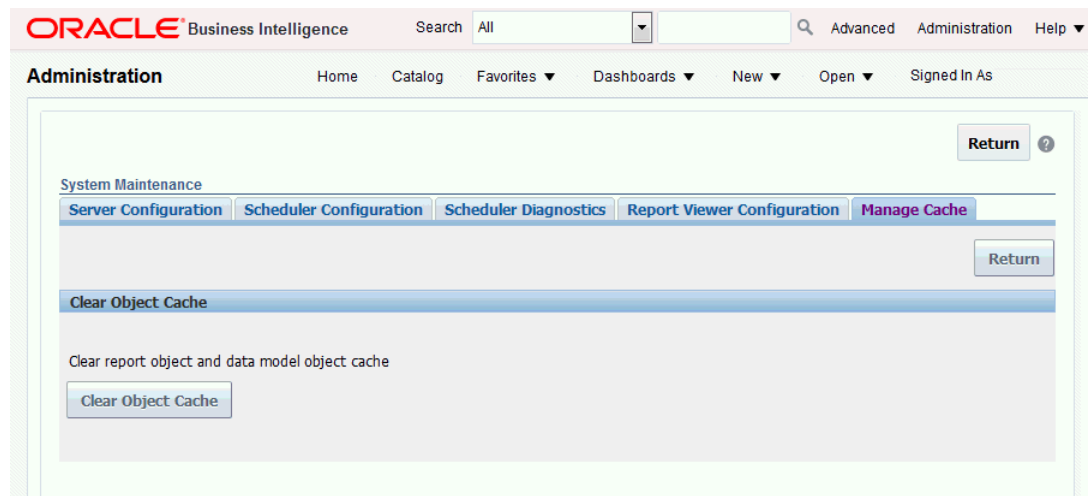 ORACLE Business Intelligence Search All Advanced Administration Help
Administration Home Catalog Favorites Dashboards New Open Signed In As
Return
System Maintenance
Server Configuration Scheduler Configuration Scheduler Diagnostics Report Viewer Configuration Manage Cache
Return
Clear Object Cache
Clear report object and data model object cache
Clear Object Cache